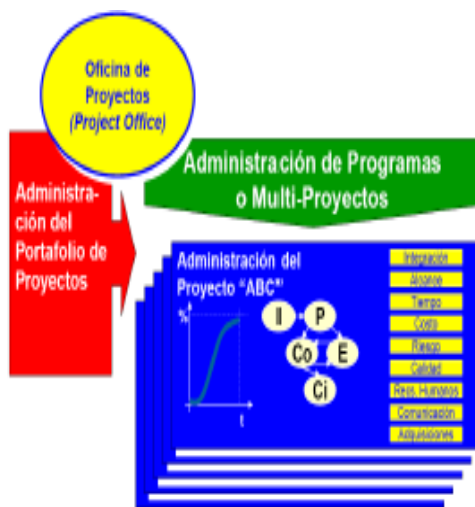 Oficina de
Proyectos
(Project Office)
Administra-
ción del
Portafolio de
Proyectos
Administración de Programas
o Multi-Proyectos
Administración del
Proyecto "ABC"
%
t
I
P
Co
E
Ci
Integración
Alcance
Tiempo
Costo
Riesgo
Calidad
Recs. Humanos
Comunicación
Adquisiciones